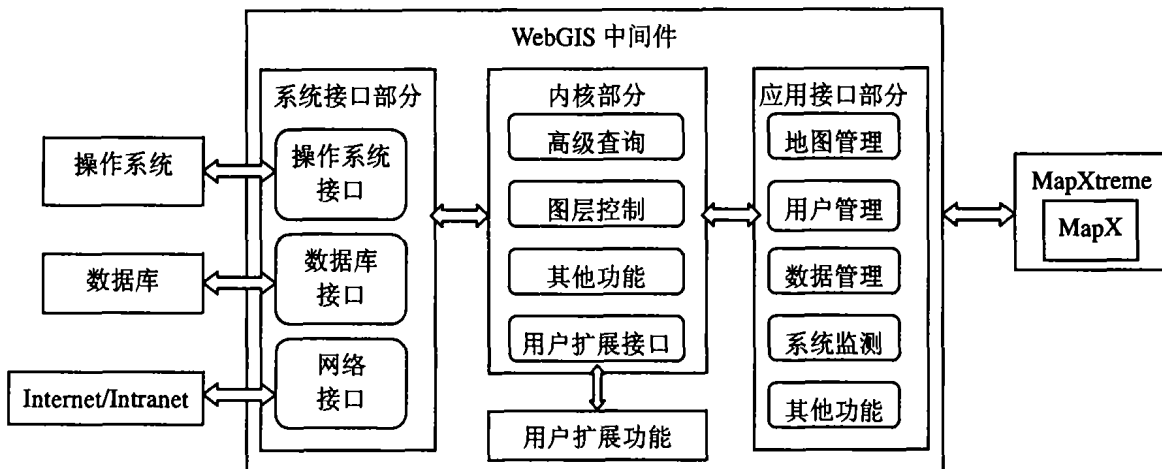 WebGIS 中间件
系统接口部分
内核部分
应用接口部分
操作系统
操作系统
接口
高级查询
地图管理
MapXtreme
MapX
图层控制
用户管理
数据库
数据库
接口
其他功能
数据管理
Internet/Intranet
网络
接口
用户扩展接口
系统监测
用户扩展功能
其他功能